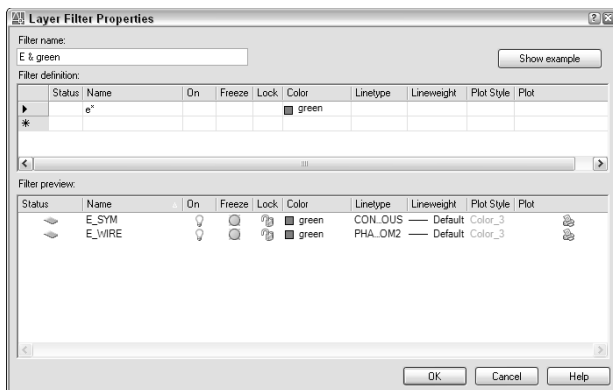 Layer Filter Properties
Filter name:
E & green
Show example
Filter definition:
Status Name On Freeze Lock Color Linetype Lineweight Plot Style Plot
e* green
*
Filter preview:
Status Name On Freeze Lock Color Linetype Lineweight Plot Style Plot
E_SYM green CON...OUS Default Color_3
E_WIRE green PHA...OM2 Default Color_3
OK Cancel Help